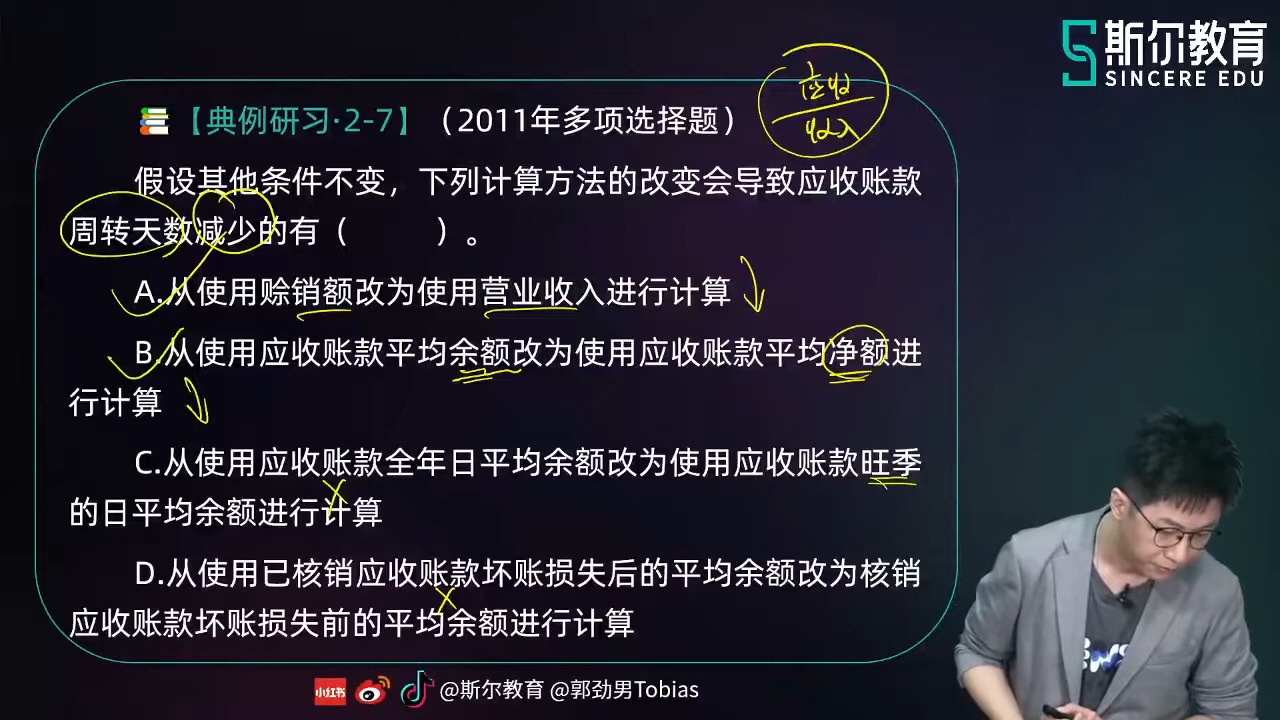 斯尔教育
SINCERE EDU
【典例研习·2-7】（2011年多项选择题）
应收
收入
假设其他条件不变，下列计算方法的改变会导致应收账款
周转天数减少的有（ ）。
A.从使用赊销额改为使用营业收入进行计算
B.从使用应收账款平均余额改为使用应收账款平均净额进
行计算
C.从使用应收账款全年日平均余额改为使用应收账款旺季
的日平均余额进行计算
D.从使用已核销应收账款坏账损失后的平均余额改为核销
应收账款坏账损失前的平均余额进行计算
小红书 @斯尔教育 @郭劲男Tobias